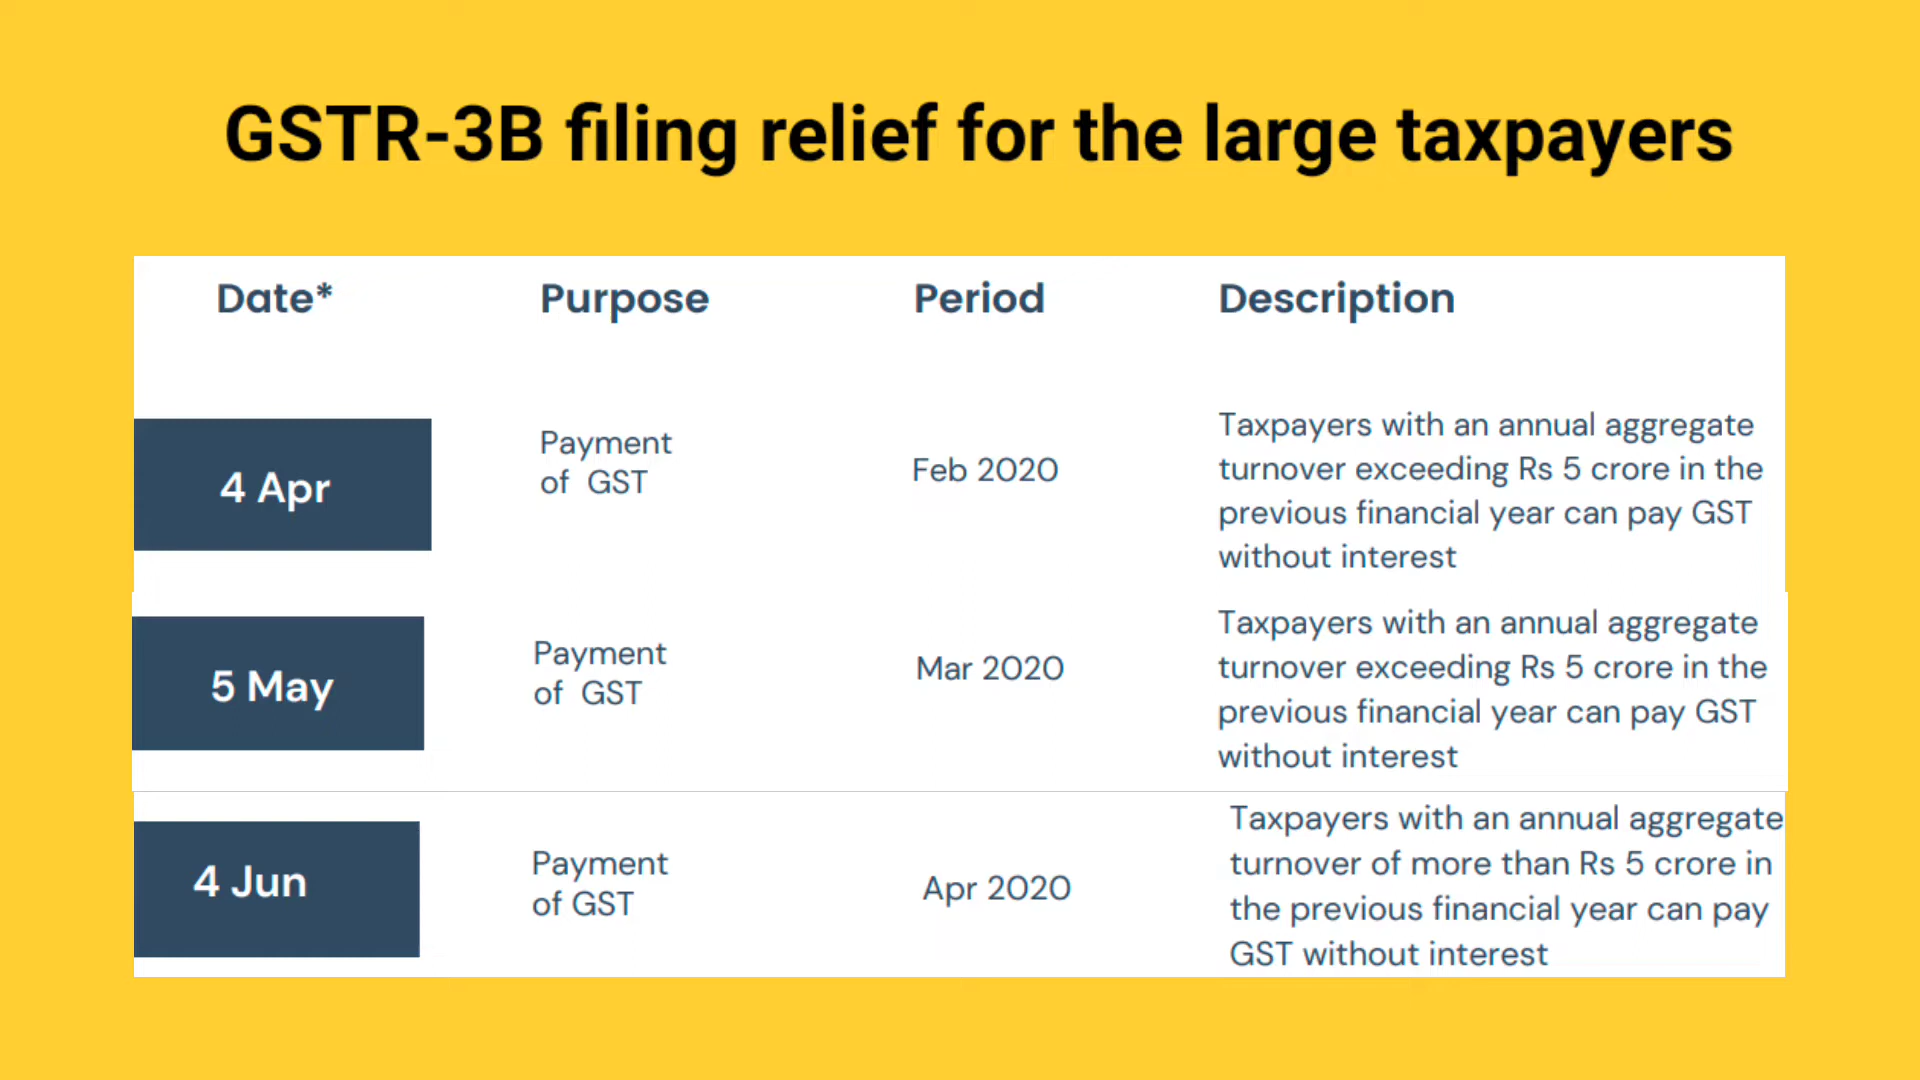 GSTR-3B filing relief for the large taxpayers
Date* Purpose Period Description
4 Apr
Payment
of GST
Feb 2020
Taxpayers with an annual aggregate
turnover exceeding Rs 5 crore in the
previous financial year can pay GST
without interest
5 May
Payment
of GST
Mar 2020
Taxpayers with an annual aggregate
turnover exceeding Rs 5 crore in the
previous financial year can pay GST
without interest
4 Jun
Payment
of GST
Apr 2020
Taxpayers with an annual aggregate
turnover of more than Rs 5 crore in
the previous financial year can pay
GST without interest